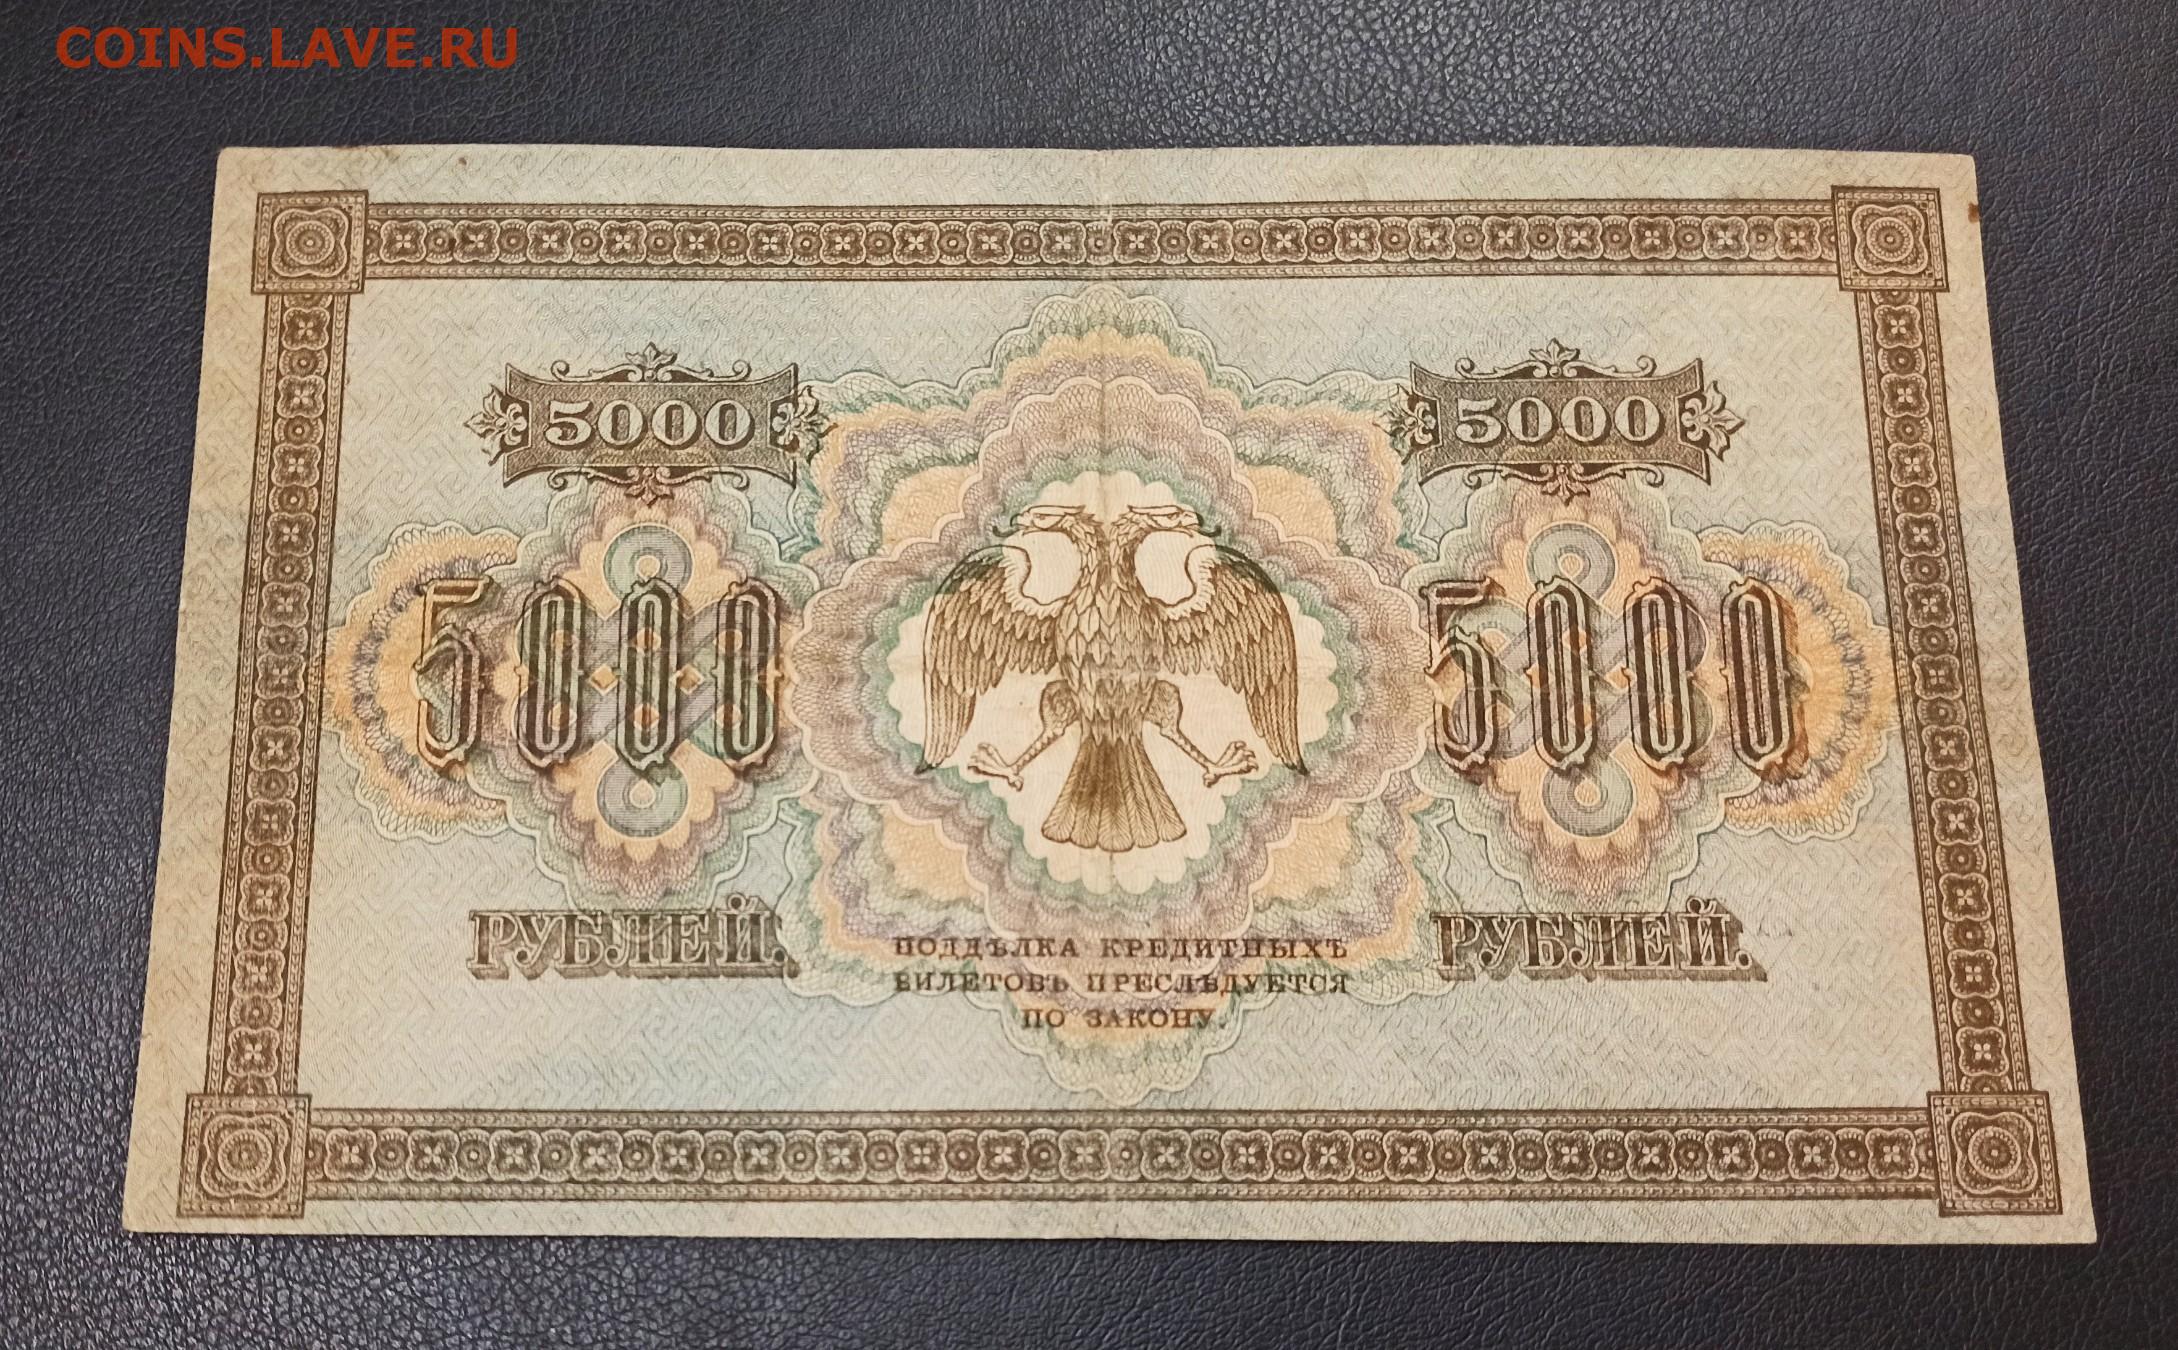 COINS.LAVE.RU
5000 5000
5000 5000
РУБЛЕЙ. РУБЛЕЙ.
ПОДДѢЛКА КРЕДИТНЫХЪ
БИЛЕТОВЪ ПРЕСЛѢДУЕТСЯ
ПО ЗАКОНУ.